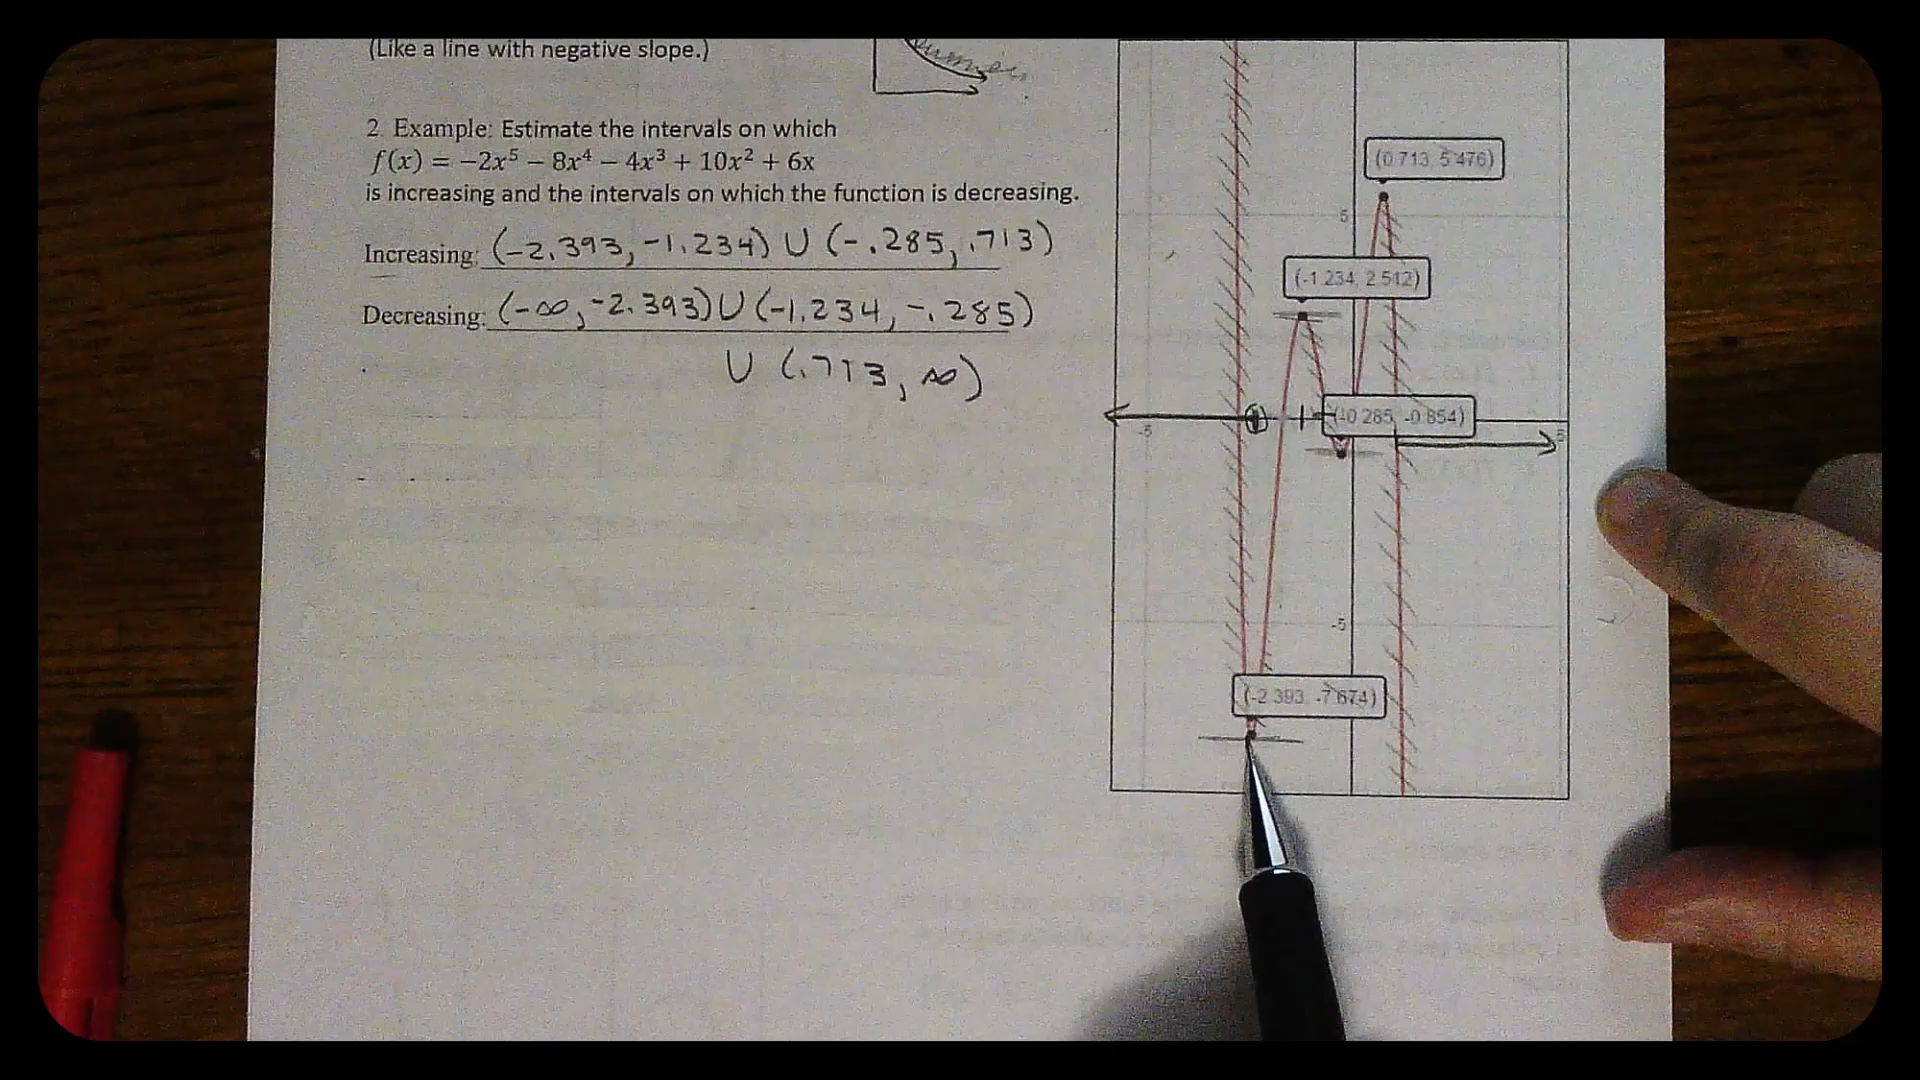 (Like a line with negative slope.)
2. Example: Estimate the intervals on which
f(x) = −2x⁵ − 8x⁴ − 4x³ + 10x² + 6x
is increasing and the intervals on which the function is decreasing.
Increasing: (-2.393, -1.234) U (-.285, .713)
Decreasing: (-∞, -2.393) U (-1.234, -.285)
U (.713, ∞)
(0.713, 5.476)
5
(-1.234, 2.512)
(-0.285, -0.854)
-5
5
-5
(-2.393, -7.674)